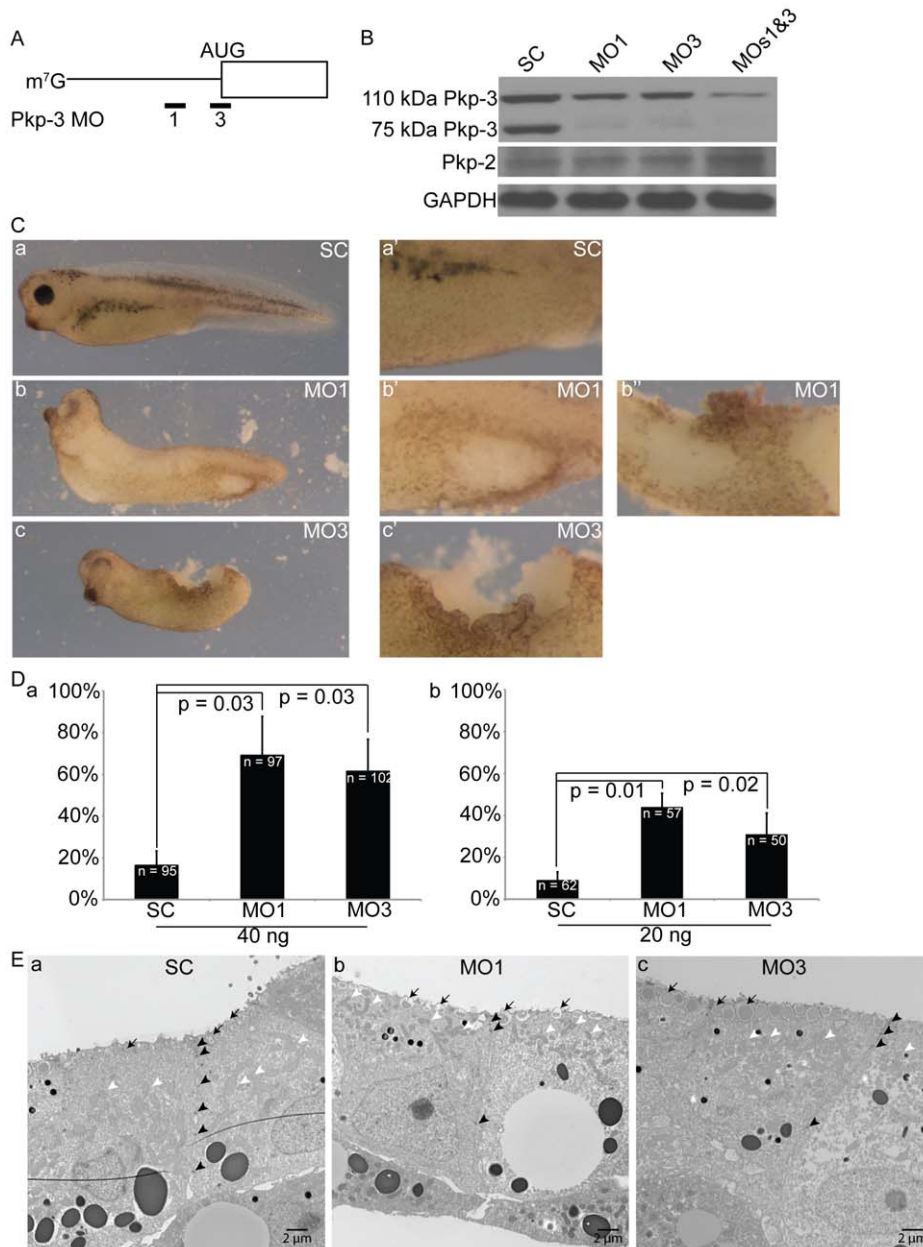 A
AUG
m⁷G
Pkp-3 MO 1 3
B
SC MO1 MO3 MOs1&3
110 kDa Pkp-3
75 kDa Pkp-3
Pkp-2
GAPDH
C
a SC
a' SC
b MO1
b' MO1
b" MO1
c MO3
c' MO3
D
a
100%
80%
60%
40%
20%
0%
p = 0.03 p = 0.03
n = 95 n = 97 n = 102
SC MO1 MO3
40 ng
b
100%
80%
60%
40%
20%
0%
p = 0.01 p = 0.02
n = 62 n = 57 n = 50
SC MO1 MO3
20 ng
E
a SC
2 μm
b MO1
2 μm
c MO3
2 μm